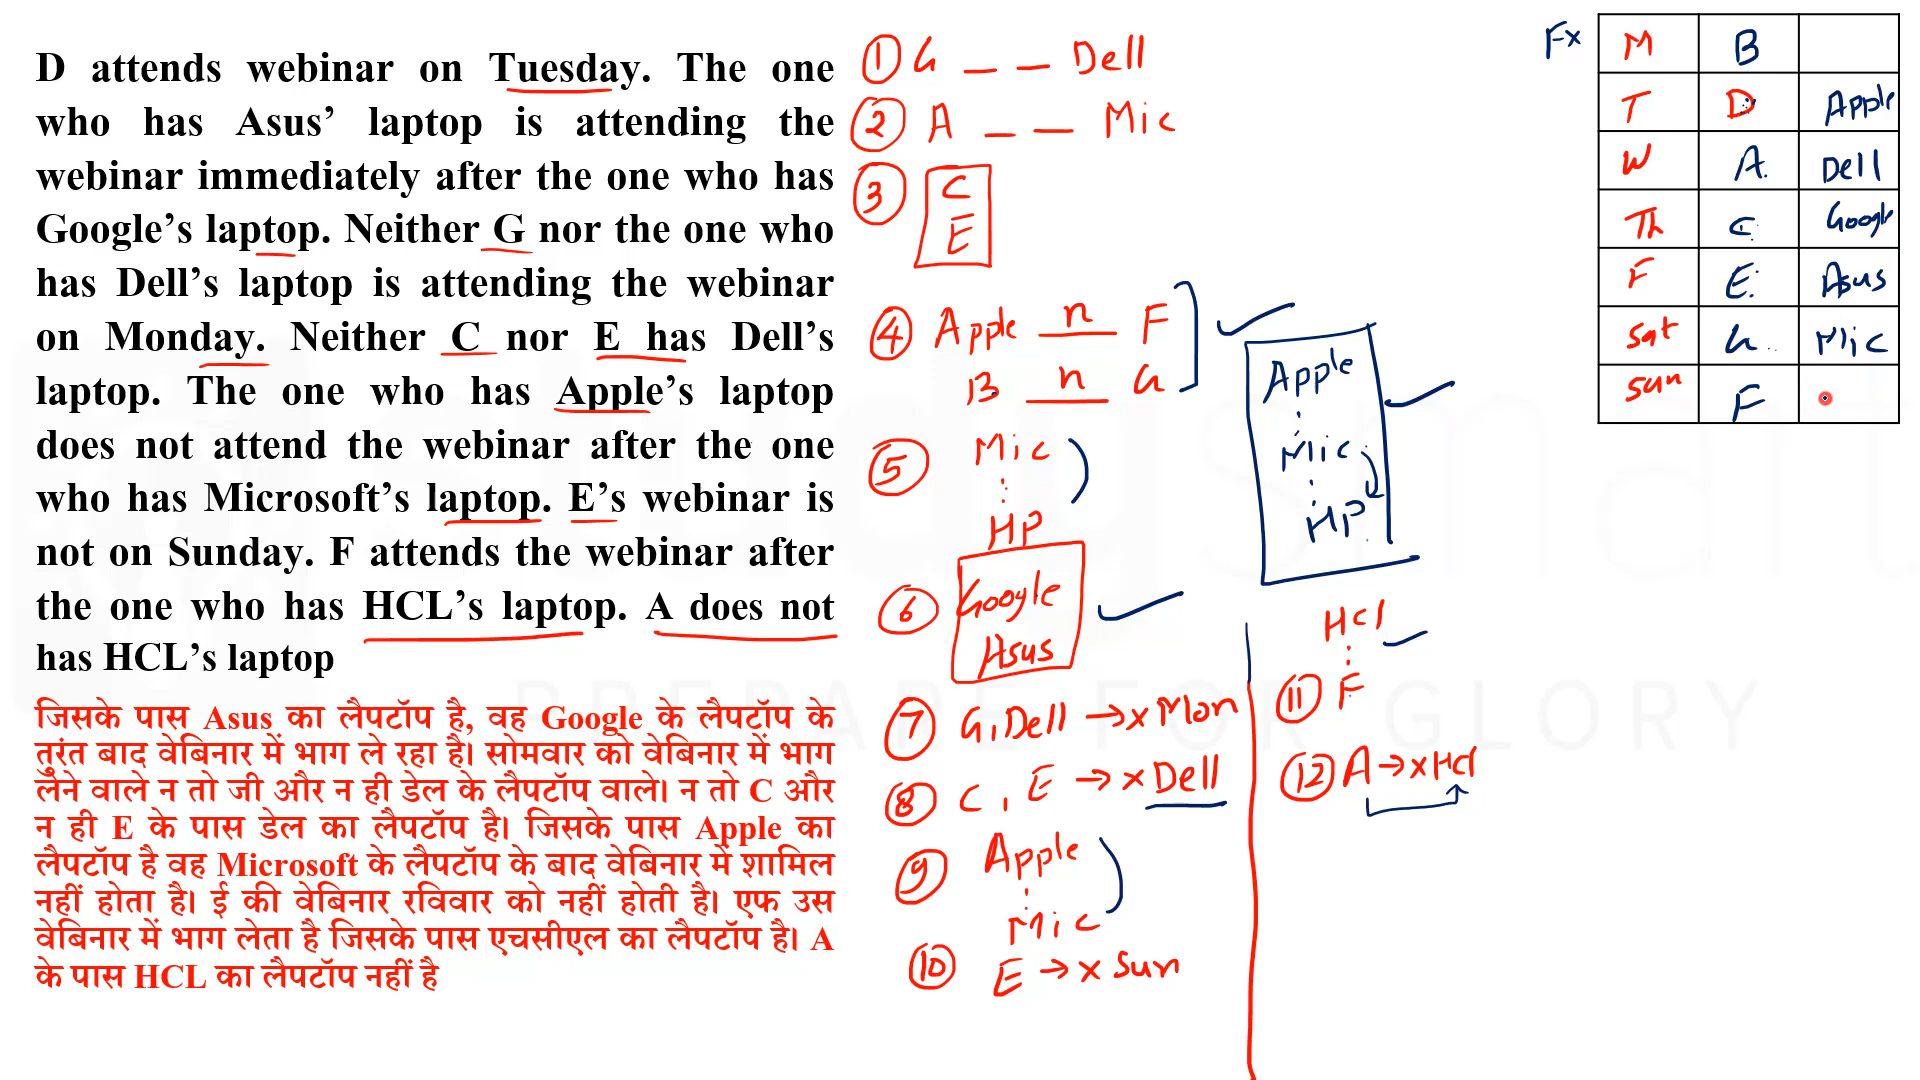 D attends webinar on Tuesday. The one
who has Asus’ laptop is attending the
webinar immediately after the one who has
Google’s laptop. Neither G nor the one who
has Dell’s laptop is attending the webinar
on Monday. Neither C nor E has Dell’s
laptop. The one who has Apple’s laptop
does not attend the webinar after the one
who has Microsoft’s laptop. E’s webinar is
not on Sunday. F attends the webinar after
the one who has HCL’s laptop. A does not
has HCL’s laptop
जिसके पास Asus का लैपटॉप है, वह Google के लैपटॉप के
तुरंत बाद वेबिनार में भाग ले रहा है। सोमवार को वेबिनार में भाग
लेने वाले न तो जी और न ही डेल के लैपटॉप वाले। न तो C और
न ही E के पास डेल का लैपटॉप है। जिसके पास Apple का
लैपटॉप है वह Microsoft के लैपटॉप के बाद वेबिनार में शामिल
नहीं होता है। ई की वेबिनार रविवार को नहीं होती है। एफ उस
वेबिनार में भाग लेता है जिसके पास एचसीएल का लैपटॉप है। A
के पास HCL का लैपटॉप नहीं है
① G _ _ Dell
② A _ _ Mic
③ C
E
④ Apple n F
B n G
⑤ Mic
HP
⑥ Google
Asus
⑦ G, Dell → x Mon
⑧ C, E → x Dell
⑨ Apple
Mic
⑩ E → x Sun
Apple
Mic
HP
Hcl
⑪ F
⑫ A → x Hcl
Fx M B
T D Apple
W A Dell
Th C Google
F E Asus
Sat G Mic
Sun F
PREPARE FOR GLORY